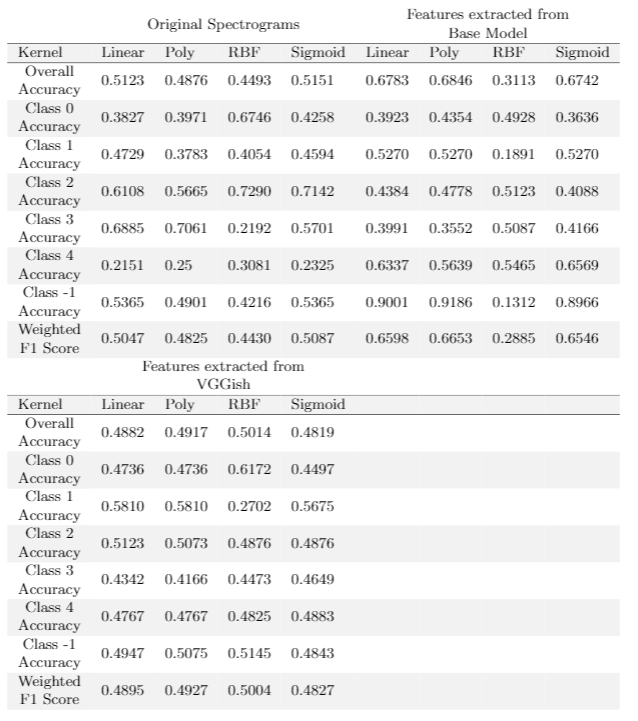 Original Spectrograms Features extracted from
Base Model
Kernel Linear Poly RBF Sigmoid Linear Poly RBF Sigmoid
Overall
Accuracy 0.5123 0.4876 0.4493 0.5151 0.6783 0.6846 0.3113 0.6742
Class 0
Accuracy 0.3827 0.3971 0.6746 0.4258 0.3923 0.4354 0.4928 0.3636
Class 1
Accuracy 0.4729 0.3783 0.4054 0.4594 0.5270 0.5270 0.1891 0.5270
Class 2
Accuracy 0.6108 0.5665 0.7290 0.7142 0.4384 0.4778 0.5123 0.4088
Class 3
Accuracy 0.6885 0.7061 0.2192 0.5701 0.3991 0.3552 0.5087 0.4166
Class 4
Accuracy 0.2151 0.25 0.3081 0.2325 0.6337 0.5639 0.5465 0.6569
Class -1
Accuracy 0.5365 0.4901 0.4216 0.5365 0.9001 0.9186 0.1312 0.8966
Weighted
F1 Score 0.5047 0.4825 0.4430 0.5087 0.6598 0.6653 0.2885 0.6546
Features extracted from
VGGish
Kernel Linear Poly RBF Sigmoid
Overall
Accuracy 0.4882 0.4917 0.5014 0.4819
Class 0
Accuracy 0.4736 0.4736 0.6172 0.4497
Class 1
Accuracy 0.5810 0.5810 0.2702 0.5675
Class 2
Accuracy 0.5123 0.5073 0.4876 0.4876
Class 3
Accuracy 0.4342 0.4166 0.4473 0.4649
Class 4
Accuracy 0.4767 0.4767 0.4825 0.4883
Class -1
Accuracy 0.4947 0.5075 0.5145 0.4843
Weighted
F1 Score 0.4895 0.4927 0.5004 0.4827